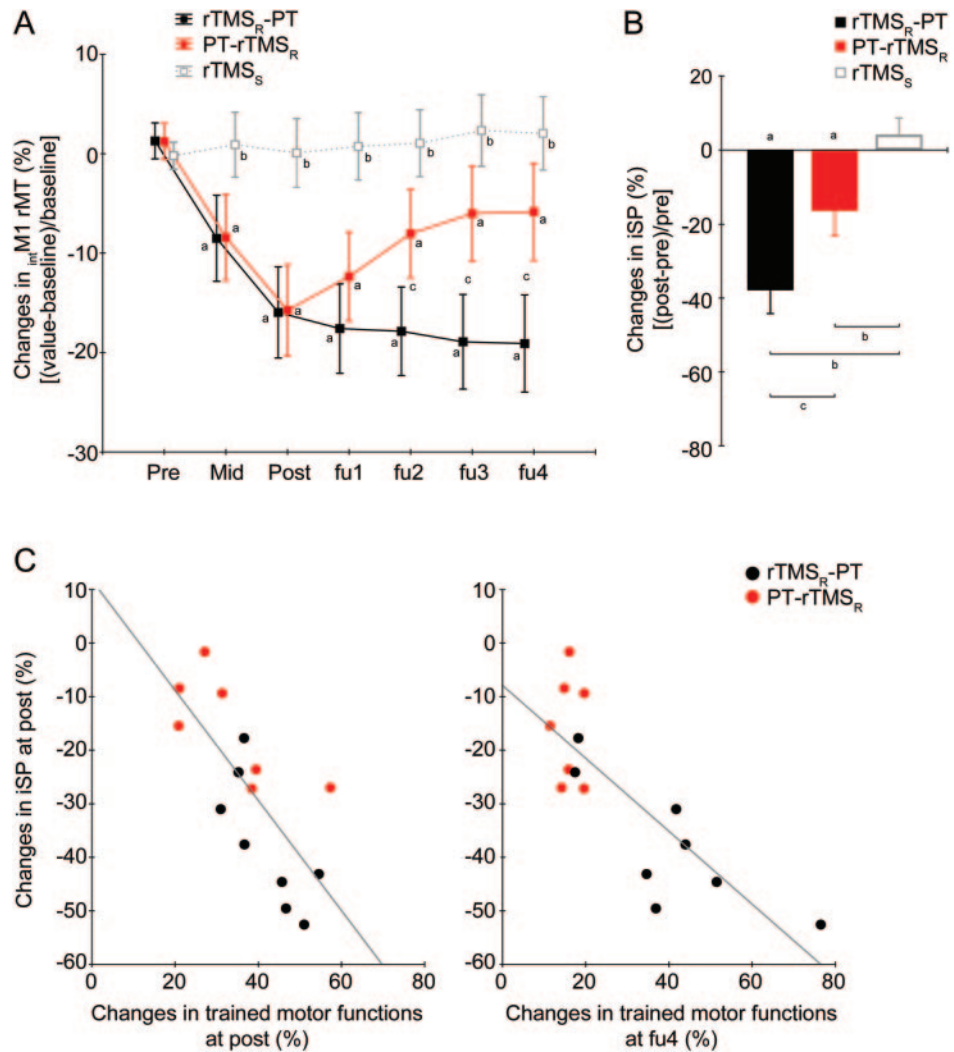 A
rTMSR-PT
PT-rTMSR
rTMSS
Changes in intM1 rMT (%)
[(value-baseline)/baseline]
10
0
-10
-20
-30
a
a
b
a
a
b
a
a
b
a
a
b
c
a
a
b
c
a
a
b
c
a
Pre Mid Post fu1 fu2 fu3 fu4
B
rTMSR-PT
PT-rTMSR
rTMSS
Changes in iSP (%)
[(post-pre)/pre]
20
0
-20
-40
-60
-80
a
a
b
b
c
C
rTMSR-PT
PT-rTMSR
Changes in iSP at post (%)
10
0
-10
-20
-30
-40
-50
-60
0 20 40 60 80
Changes in trained motor functions
at post (%)
10
0
-10
-20
-30
-40
-50
-60
0 20 40 60 80
Changes in trained motor functions
at fu4 (%)